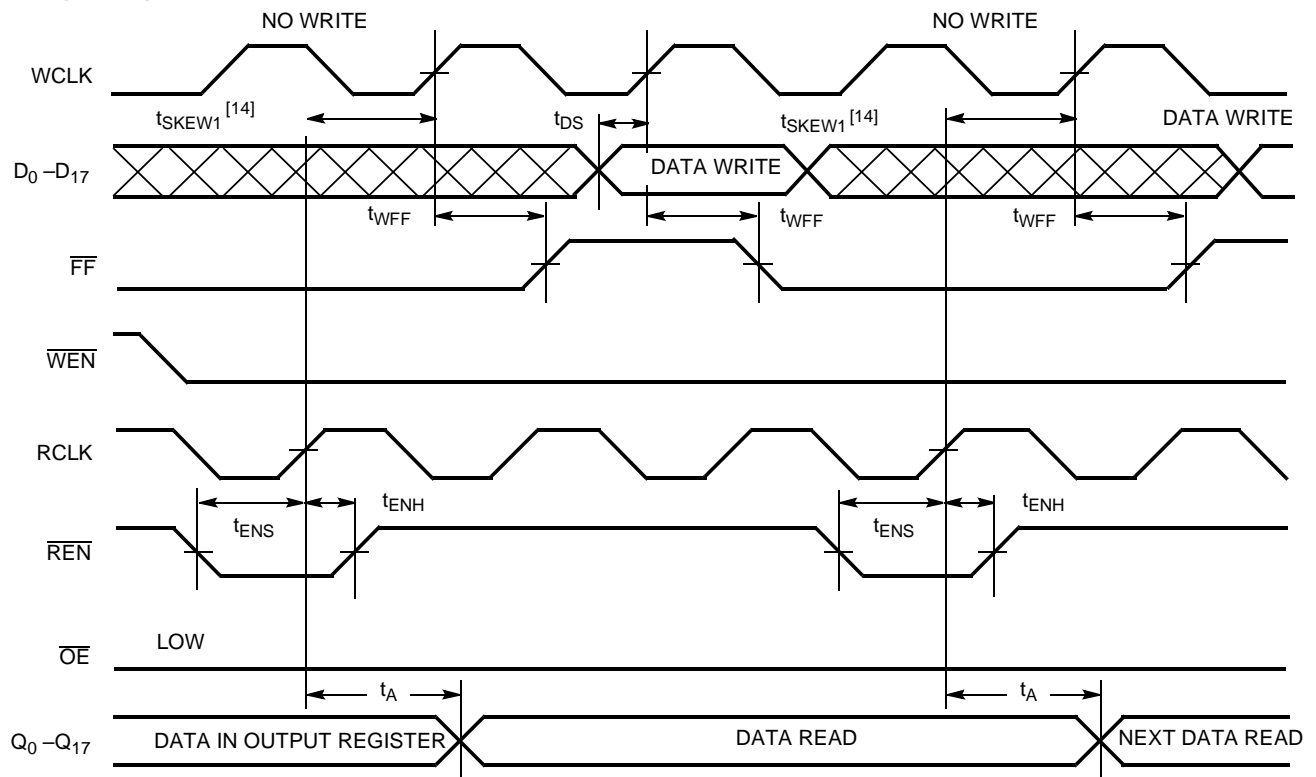 NO WRITE NO WRITE
WCLK
tSKEW1 [14] tDS tSKEW1 [14] DATA WRITE
D0 –D17 DATA WRITE
tWFF tWFF tWFF
FF
WEN
RCLK
tENS tENH tENS tENH
REN
LOW
OE
tA tA
Q0 –Q17 DATA IN OUTPUT REGISTER DATA READ NEXT DATA READ